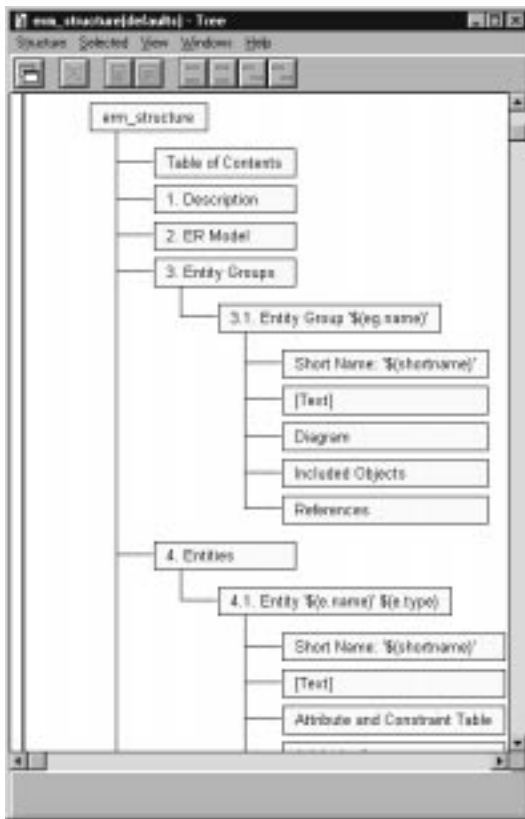 erm_structure(defaults) - Tree
Structure Selected View Windows Help
erm_structure
Table of Contents
1. Description
2. ER Model
3. Entity Groups
3.1. Entity Group '$(eg.name)'
Short Name: '$(shortname)'
[Text]
Diagram
Included Objects
References
4. Entities
4.1. Entity '$(e.name)' $(e.type)
Short Name: '$(shortname)'
[Text]
Attribute and Constraint Table